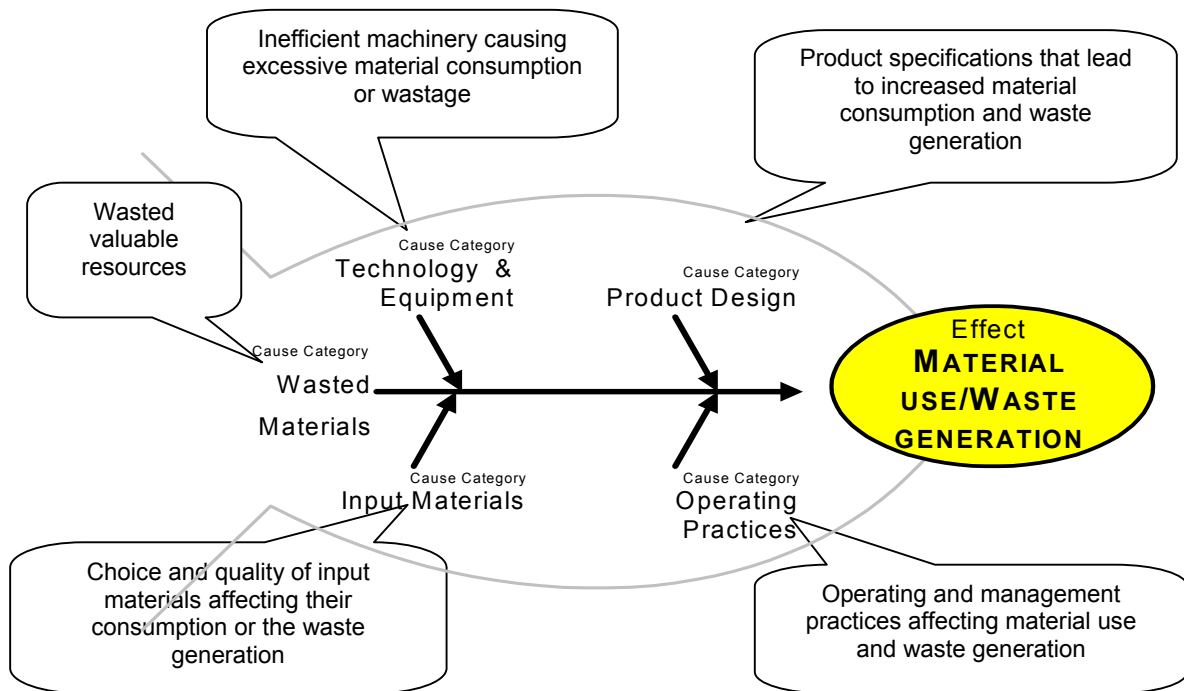 Inefficient machinery causing
excessive material consumption
or wastage
Product specifications that lead
to increased material
consumption and waste
generation
Wasted
valuable
resources
Cause Category
Technology &
Equipment
Cause Category
Product Design
Cause Category
Wasted
Materials
Effect
MATERIAL
USE/WASTE
GENERATION
Cause Category
Input Materials
Cause Category
Operating
Practices
Choice and quality of input
materials affecting their
consumption or the waste
generation
Operating and management
practices affecting material use
and waste generation